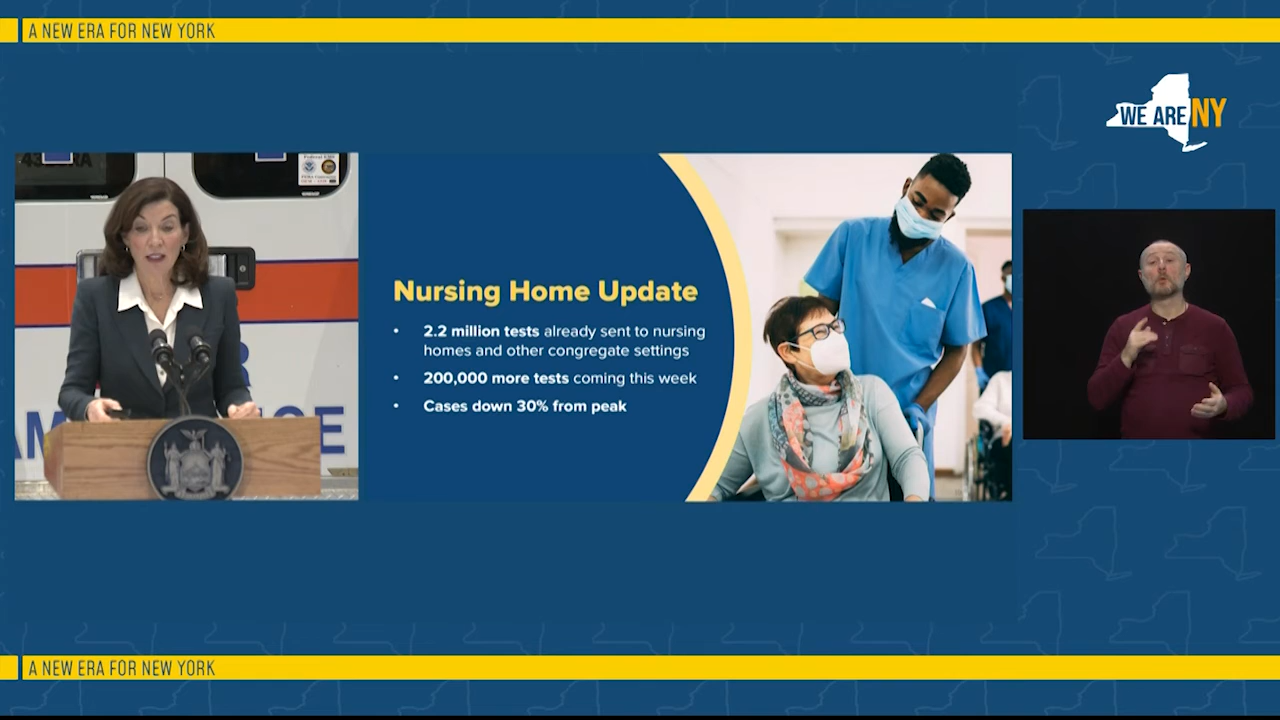 A NEW ERA FOR NEW YORK
WE ARE NY
Nursing Home Update
• 2.2 million tests already sent to nursing
homes and other congregate settings
• 200,000 more tests coming this week
• Cases down 30% from peak
A NEW ERA FOR NEW YORK